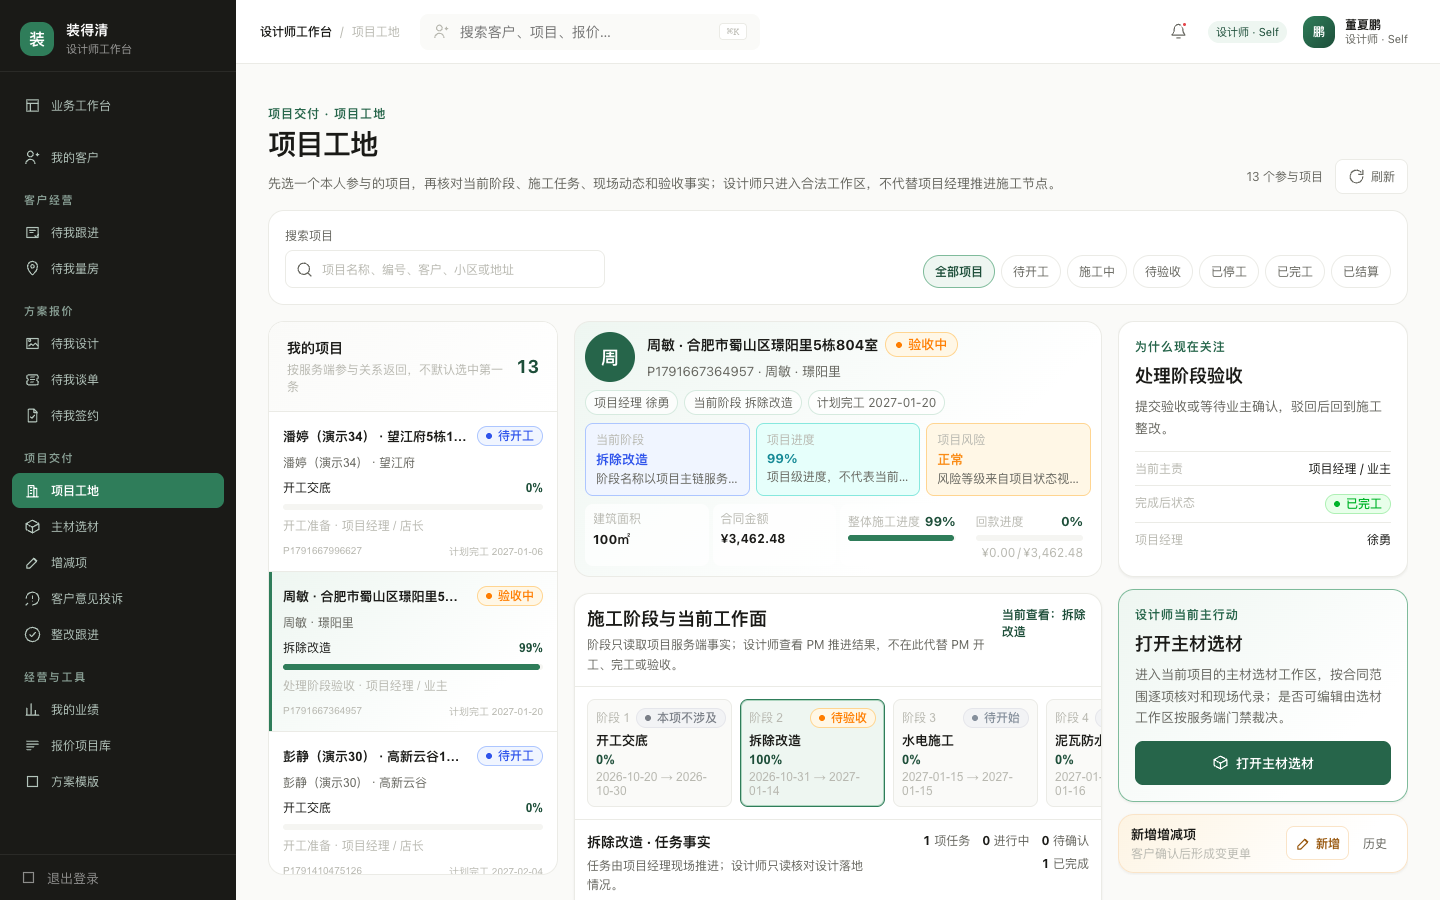 装
装得清
设计师工作台
业务工作台
我的客户
客户经营
待我跟进
待我量房
方案报价
待我设计
待我谈单
待我签约
项目交付
项目工地
主材选材
增减项
客户意见投诉
整改跟进
经营与工具
我的业绩
报价项目库
方案模版
退出登录
设计师工作台 / 项目工地
搜索客户、项目、报价...
⌘K
设计师 · Self
鹏
董夏鹏
设计师 · Self
项目交付 · 项目工地
项目工地
先选一个本人参与的项目，再核对当前阶段、施工任务、现场动态和验收事实；设计师只进入合法工作区，不代替项目经理推进施工节点。
13 个参与项目
刷新
搜索项目
项目名称、编号、客户、小区或地址
全部项目
待开工
施工中
待验收
已停工
已完工
已结算
我的项目
按服务端参与关系返回，不默认选中第一条
13
潘婷（演示34） · 望江府5栋1...
待开工
潘婷（演示34） · 望江府
开工交底
0%
开工准备 · 项目经理 / 店长
P1791667996627
计划完工 2027-01-06
周敏 · 合肥市蜀山区璟阳里5...
验收中
周敏 · 璟阳里
拆除改造
99%
处理阶段验收 · 项目经理 / 业主
P1791667364957
计划完工 2027-01-20
彭静（演示30） · 高新云谷1...
待开工
彭静（演示30） · 高新云谷
开工交底
0%
开工准备 · 项目经理 / 店长
P1791410475126
计划完工 2027-02-04
周
周敏 · 合肥市蜀山区璟阳里5栋804室
验收中
P1791667364957 · 周敏 · 璟阳里
项目经理 徐勇
当前阶段 拆除改造
计划完工 2027-01-20
当前阶段
拆除改造
阶段名称以项目主链服务...
项目进度
99%
项目级进度，不代表当前...
项目风险
正常
风险等级来自项目状态视...
建筑面积
100㎡
合同金额
¥3,462.48
整体施工进度 99%
回款进度 0%
¥0.00 / ¥3,462.48
施工阶段与当前工作面
阶段只读取项目服务端事实；设计师查看 PM 推进结果，不在此代替 PM 开工、完工或验收。
当前查看：拆除改造
阶段 1
本项不涉及
开工交底
0%
2026-10-20 → 2026-10-30
阶段 2
待验收
拆除改造
100%
2026-10-31 → 2027-01-14
阶段 3
待开始
水电施工
0%
2027-01-15 → 2027-01-15
阶段 4
泥瓦防水
0%
2027-01-
01-16
拆除改造 · 任务事实
任务由项目经理现场推进；设计师只读核对设计落地情况。
1 项任务
0 进行中
0 待确认
1 已完成
为什么现在关注
处理阶段验收
提交验收或等待业主确认，驳回后回到施工整改。
当前主责
项目经理 / 业主
完成后状态
已完工
项目经理
徐勇
设计师当前主行动
打开主材选材
进入当前项目的主材选材工作区，按合同范围逐项核对和现场代录；是否可编辑由选材工作区按服务端门禁裁决。
打开主材选材
新增增减项
客户确认后形成变更单
新增
历史